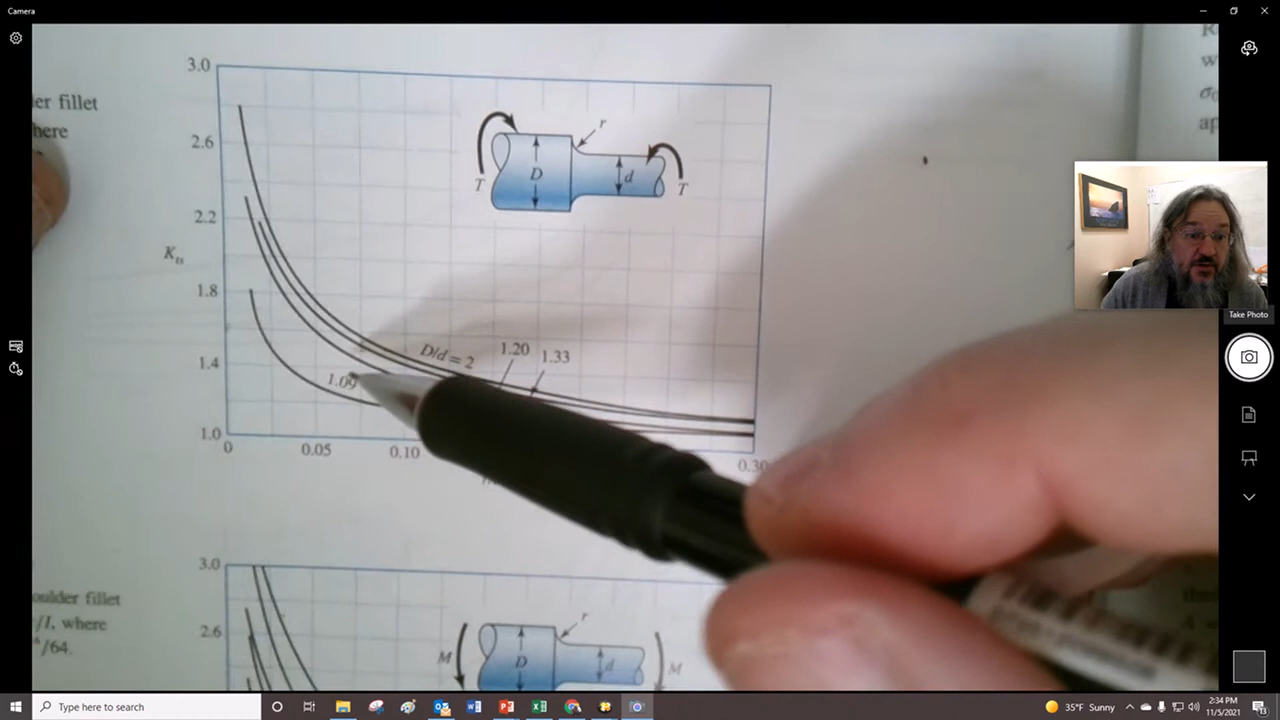 Camera
3.0
er fillet
here
2.6
r
D
d
T
T
2.2
Kts
1.8
D/d = 2
1.20
1.33
1.4
1.09
1.0
0
0.05
0.10
0.30
3.0
oulder fillet
/I, where
/64.
2.6
r
M
D
d
M
Take Photo
Type here to search
35°F Sunny
2:34 PM
11/5/2021